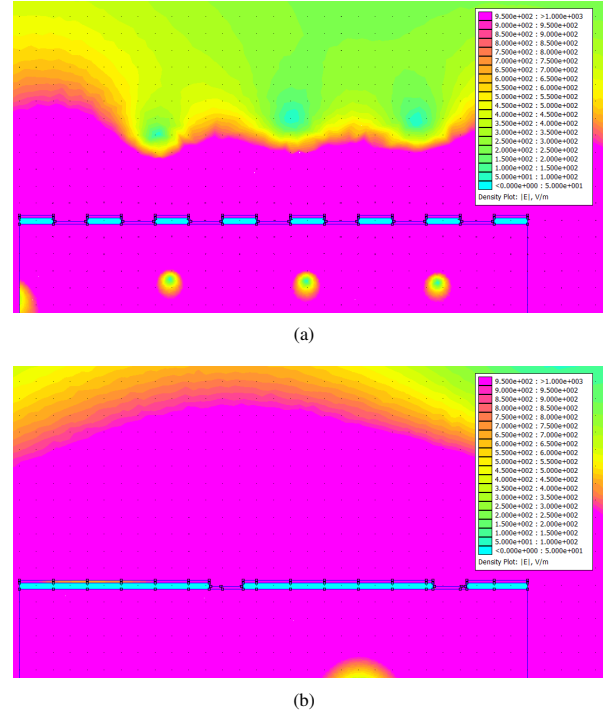 9.500e+002 : >1.000e+003
9.000e+002 : 9.500e+002
8.500e+002 : 9.000e+002
8.000e+002 : 8.500e+002
7.500e+002 : 8.000e+002
7.000e+002 : 7.500e+002
6.500e+002 : 7.000e+002
6.000e+002 : 6.500e+002
5.500e+002 : 6.000e+002
5.000e+002 : 5.500e+002
4.500e+002 : 5.000e+002
4.000e+002 : 4.500e+002
3.500e+002 : 4.000e+002
3.000e+002 : 3.500e+002
2.500e+002 : 3.000e+002
2.000e+002 : 2.500e+002
1.500e+002 : 2.000e+002
1.000e+002 : 1.500e+002
5.000e+001 : 1.000e+002
<0.000e+000 : 5.000e+001
Density Plot: |E|, V/m
(a)
9.500e+002 : >1.000e+003
9.000e+002 : 9.500e+002
8.500e+002 : 9.000e+002
8.000e+002 : 8.500e+002
7.500e+002 : 8.000e+002
7.000e+002 : 7.500e+002
6.500e+002 : 7.000e+002
6.000e+002 : 6.500e+002
5.500e+002 : 6.000e+002
5.000e+002 : 5.500e+002
4.500e+002 : 5.000e+002
4.000e+002 : 4.500e+002
3.500e+002 : 4.000e+002
3.000e+002 : 3.500e+002
2.500e+002 : 3.000e+002
2.000e+002 : 2.500e+002
1.500e+002 : 2.000e+002
1.000e+002 : 1.500e+002
5.000e+001 : 1.000e+002
<0.000e+000 : 5.000e+001
Density Plot: |E|, V/m
(b)